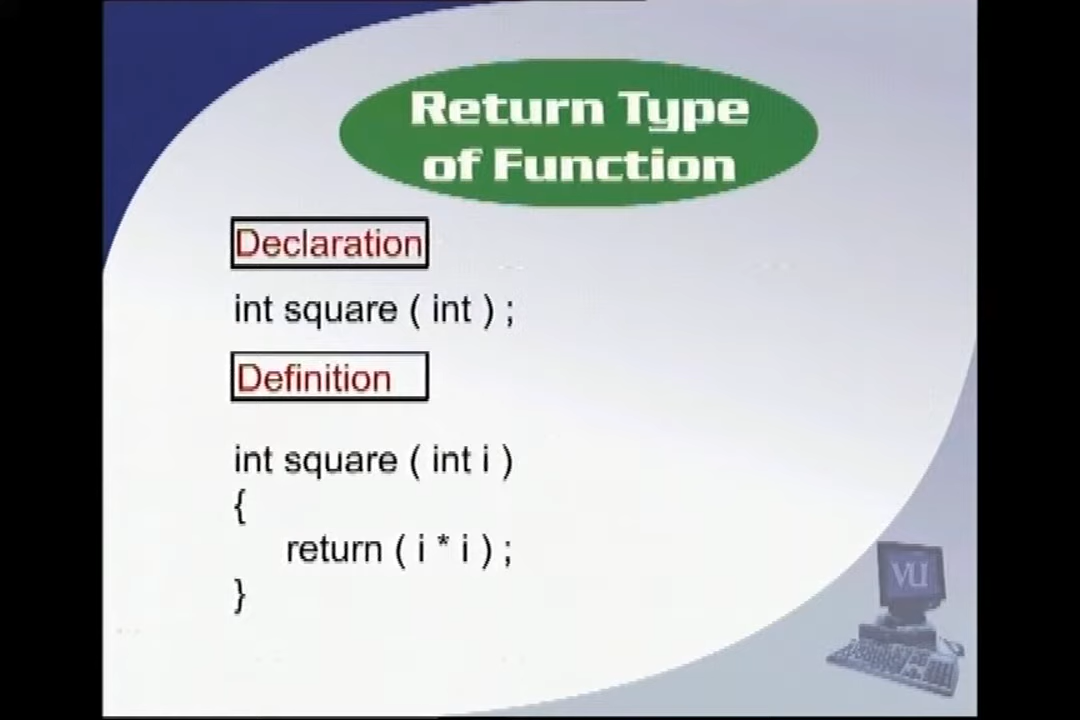 Return Type
of Function
Declaration
int square ( int ) ;
Definition
int square ( int i )
{
return ( i * i ) ;
}
VU